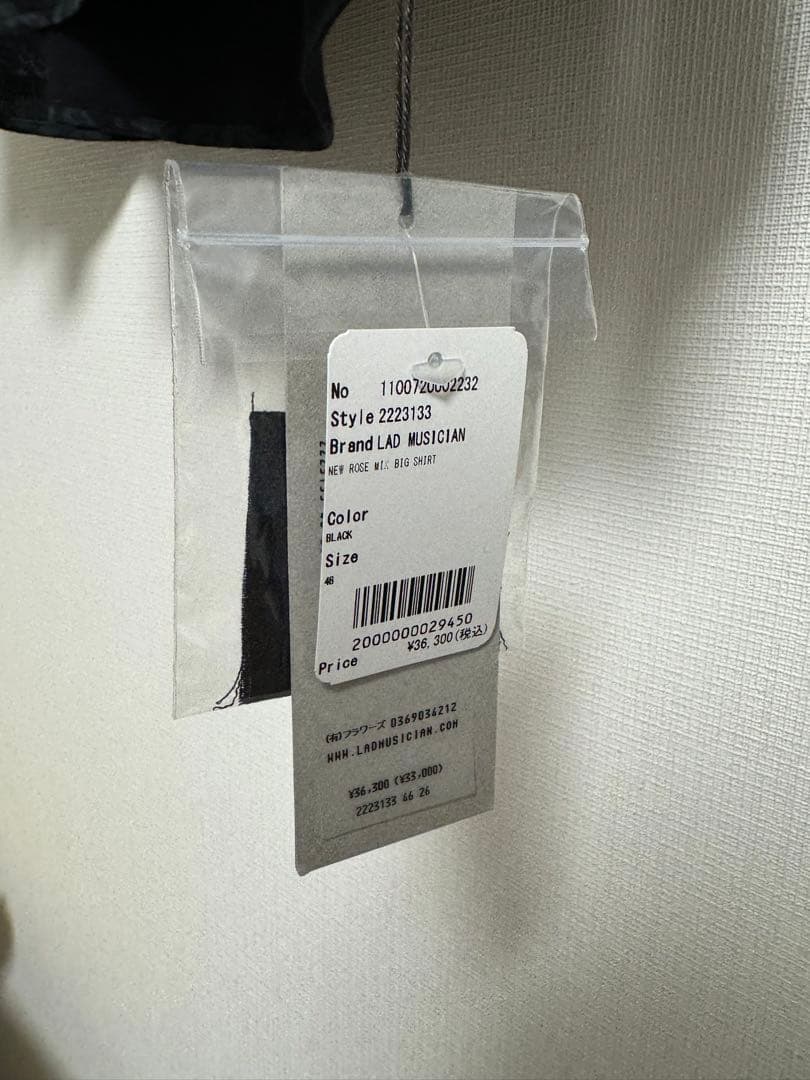 No 1100720002232
Style 2223133
Brand LAD MUSICIAN
NEW ROSE MIX BIG SHIRT
Color
BLACK
Size
46
2000000029450
¥36,300(税込)
Price
(有)フラワーズ 0369034212
WWW.LADMUSICIAN.COM
¥36,300 (¥33,000)
2223133 46 26